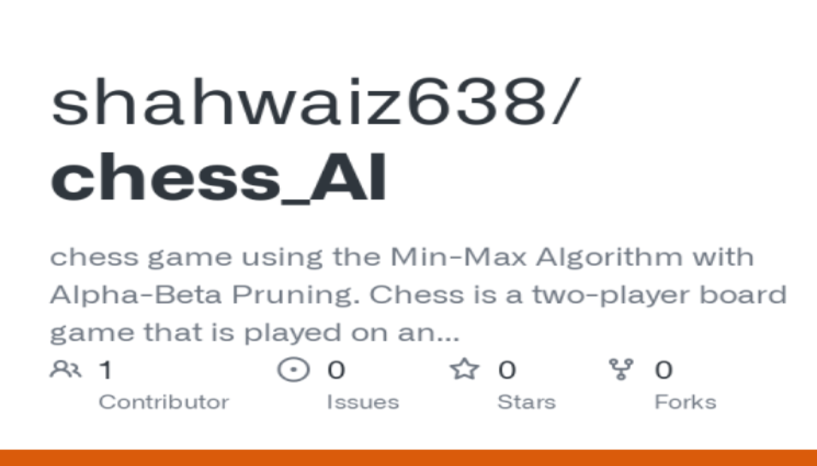 shahwaiz638/
chess_AI
chess game using the Min-Max Algorithm with
Alpha-Beta Pruning. Chess is a two-player board
game that is played on an...
1 0 0 0
Contributor Issues Stars Forks